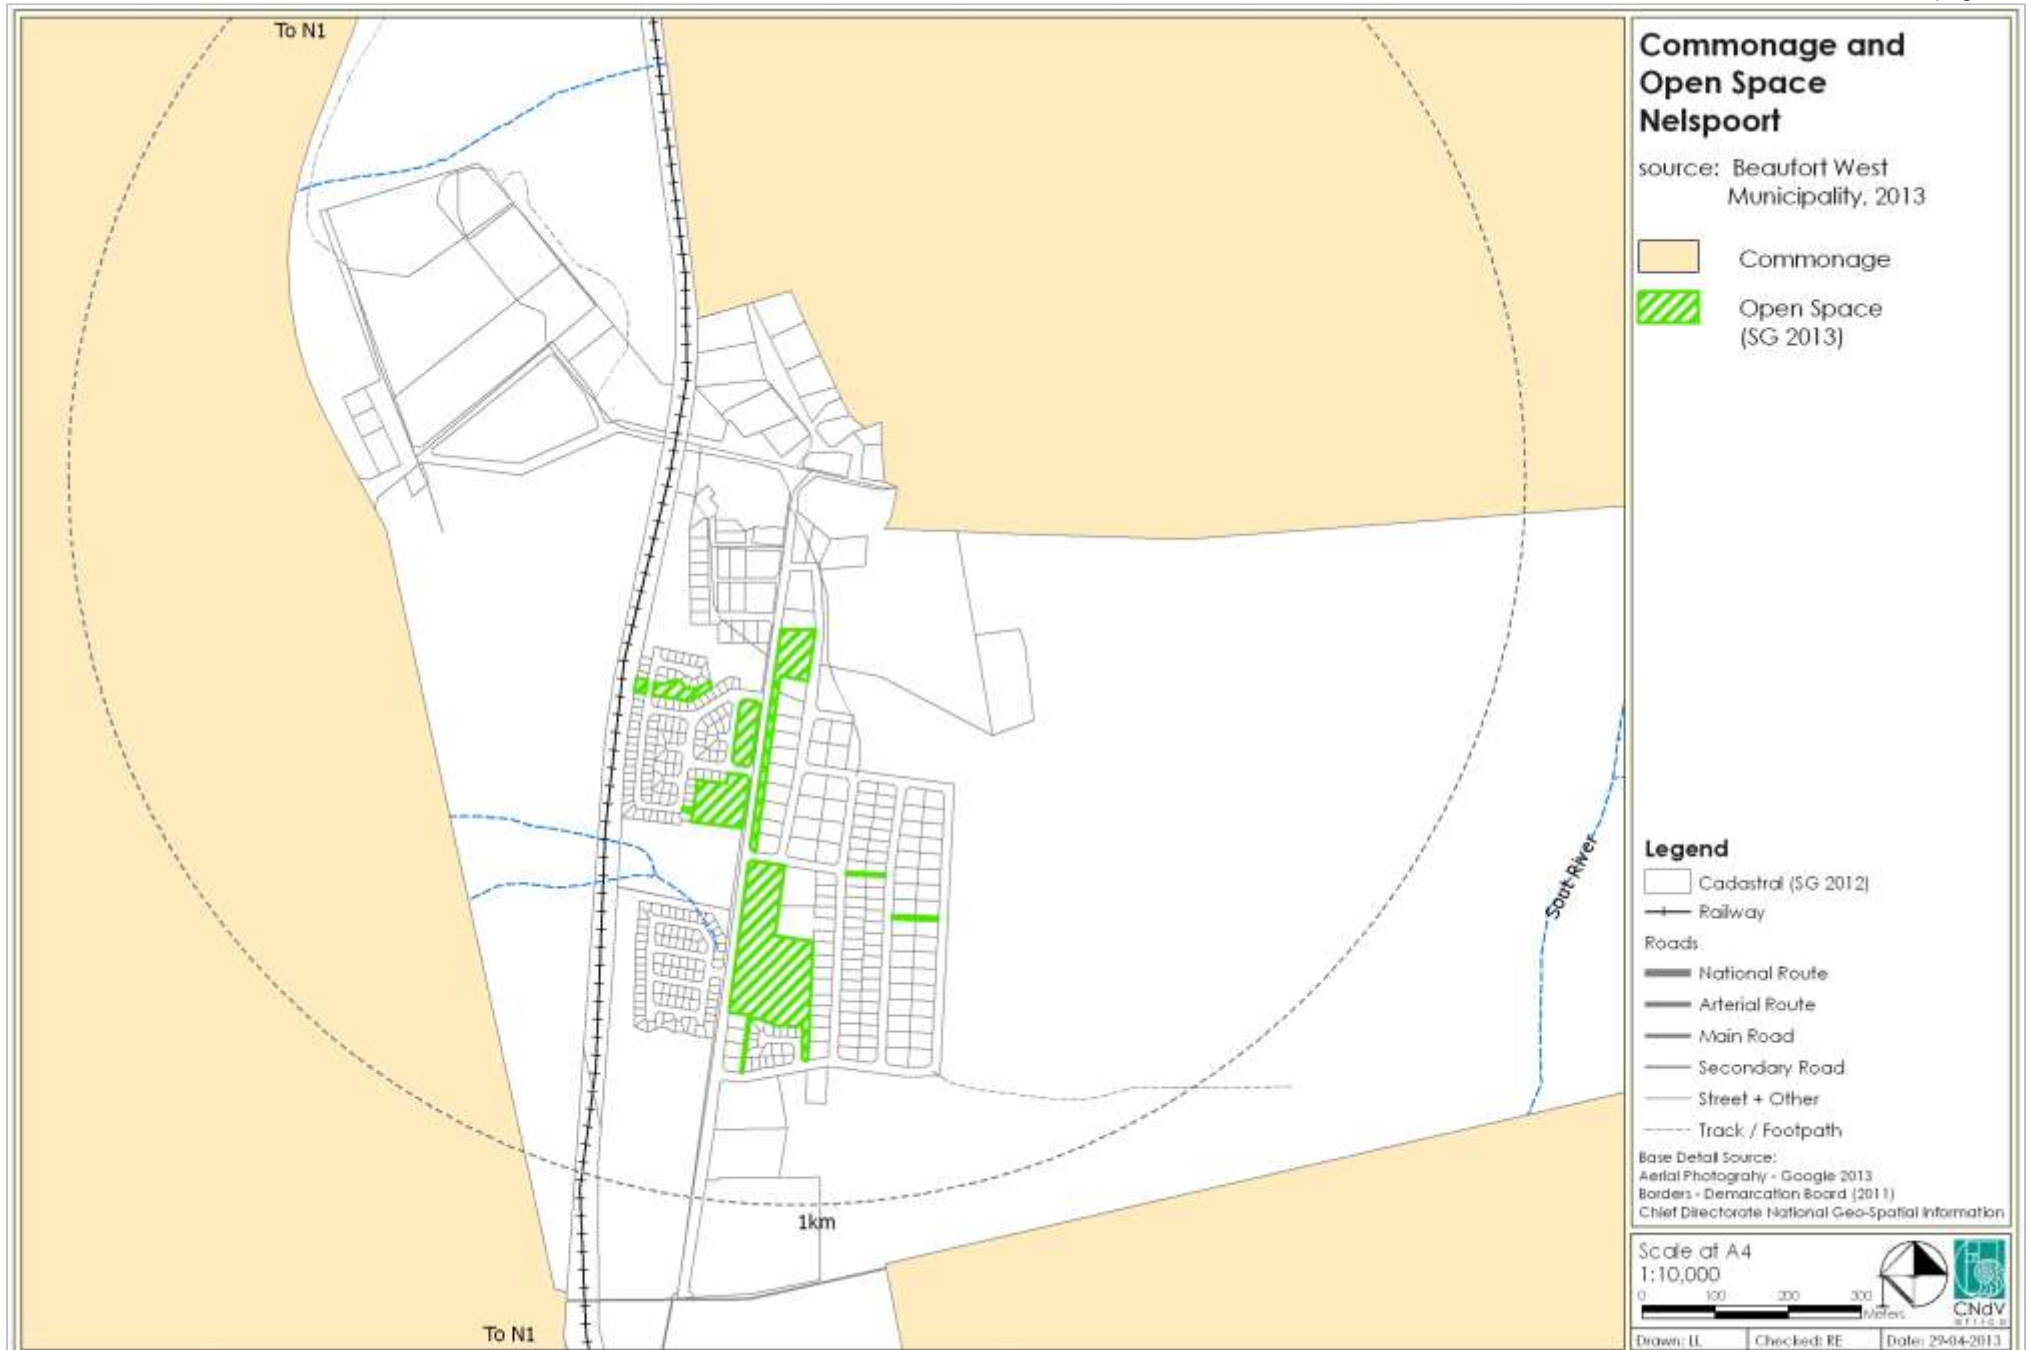 To N1
Commonage and
Open Space
Nelspoort
source: Beaufort West
Municipality, 2013
Commonage
Open Space
(SG 2013)
Sout River
1km
To N1
Legend
Cadastral (SG 2012)
Railway
Roads
National Route
Arterial Route
Main Road
Secondary Road
Street + Other
Track / Footpath
Base Detail Source:
Aerial Photograhy - Google 2013
Borders - Demarcation Board (2011)
Chief Directorate National Geo-Spatial Information
Scale at A4
1:10,000
0 100 200 300
Meters
CNdV
africa
Drawn: LL Checked: RE Date: 29-04-2013